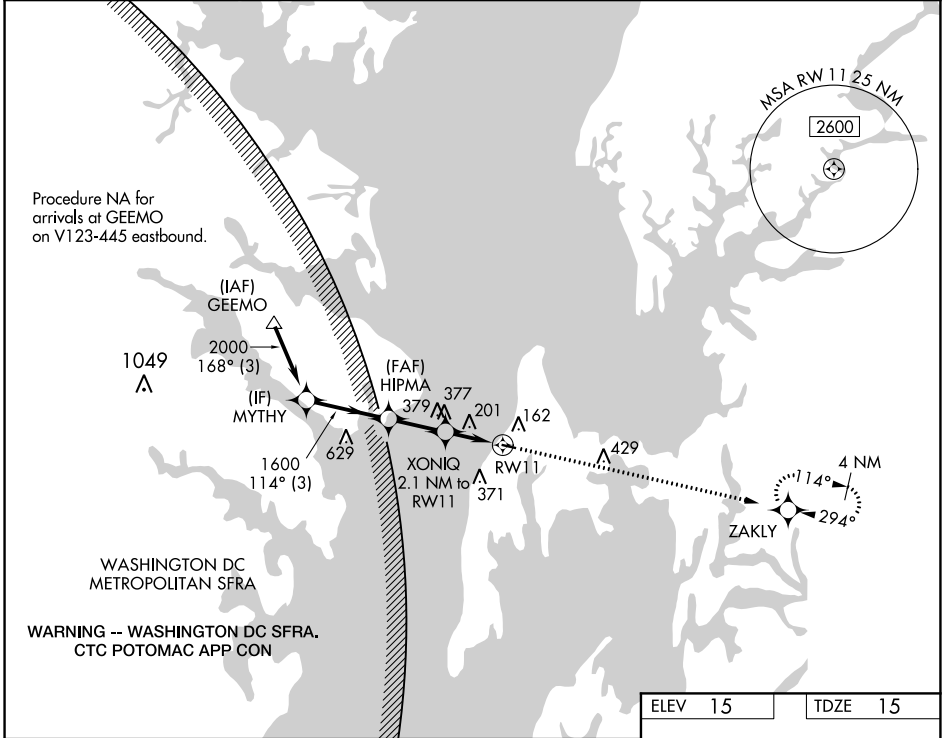 MSA RW 11 25 NM
2600
Procedure NA for
arrivals at GEEMO
on V123-445 eastbound.
(IAF)
GEEMO
2000
168° (3)
1049
(IF)
MYTHY
(FAF)
HIPMA
379
377
201
162
629
1600
114° (3)
XONIQ
2.1 NM to
RW11
371
RW11
429
4 NM
114°
294°
ZAKLY
WASHINGTON DC
METROPOLITAN SFRA
WARNING -- WASHINGTON DC SFRA.
CTC POTOMAC APP CON
ELEV 15
TDZE 15